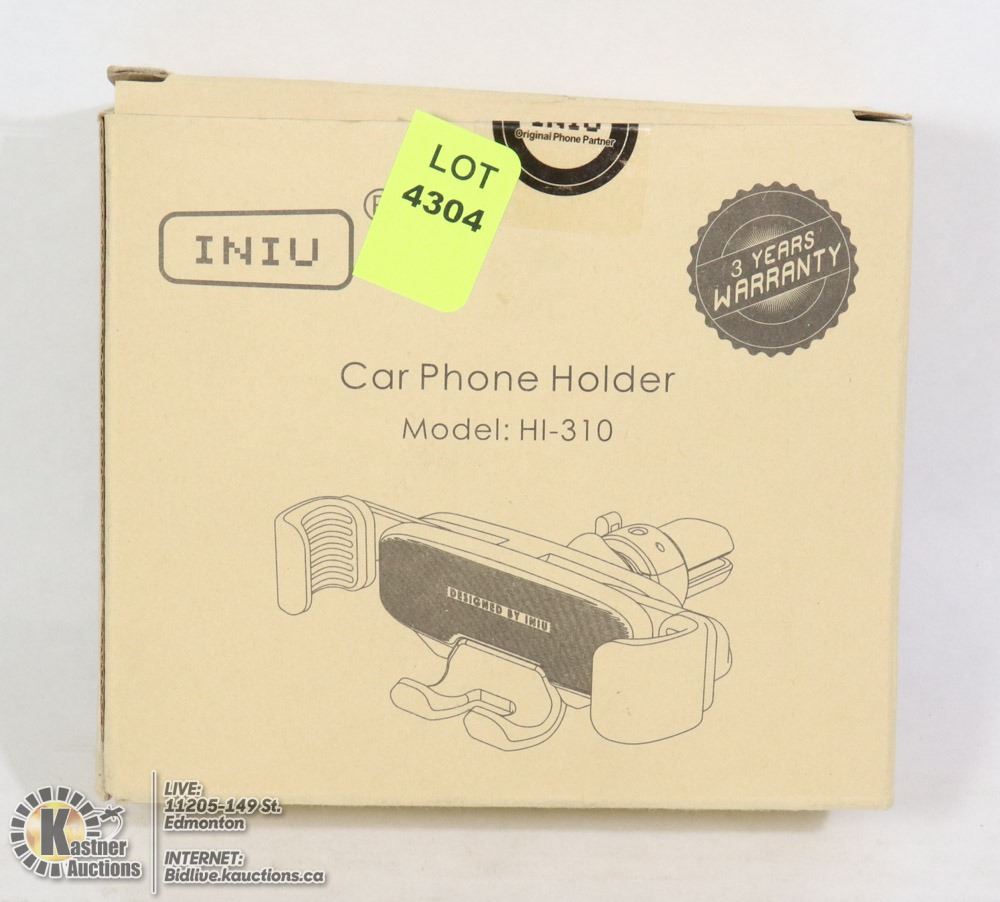 INIU
Original Phone Partner
LOT
4304
INIU
3 YEARS
WARRANTY
Car Phone Holder
Model: HI-310
DESIGNED BY INIU
Kastner
Auctions
LIVE:
11205-149 St.
Edmonton
INTERNET:
Bidlive.kauctions.ca